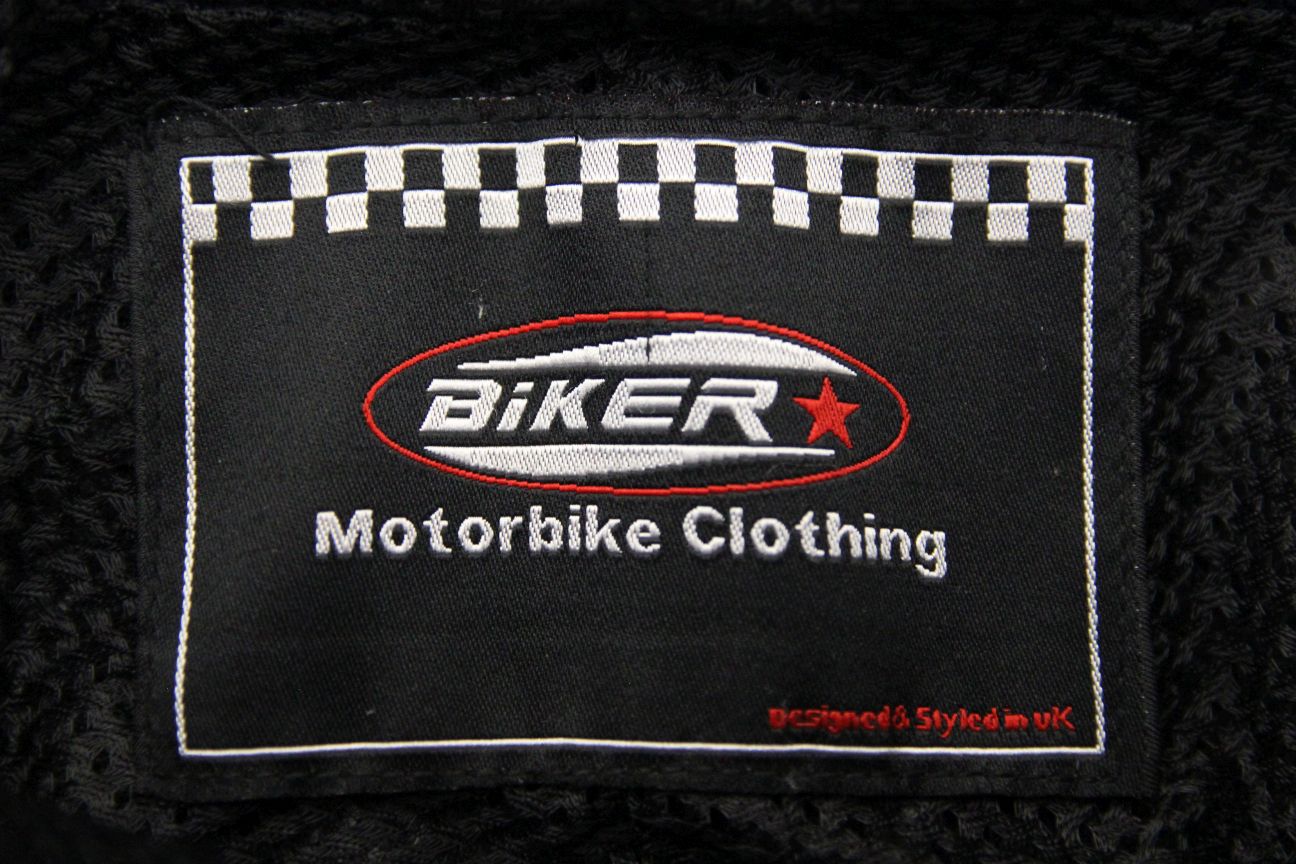 BiKER
Motorbike Clothing
Designed & Styled in UK